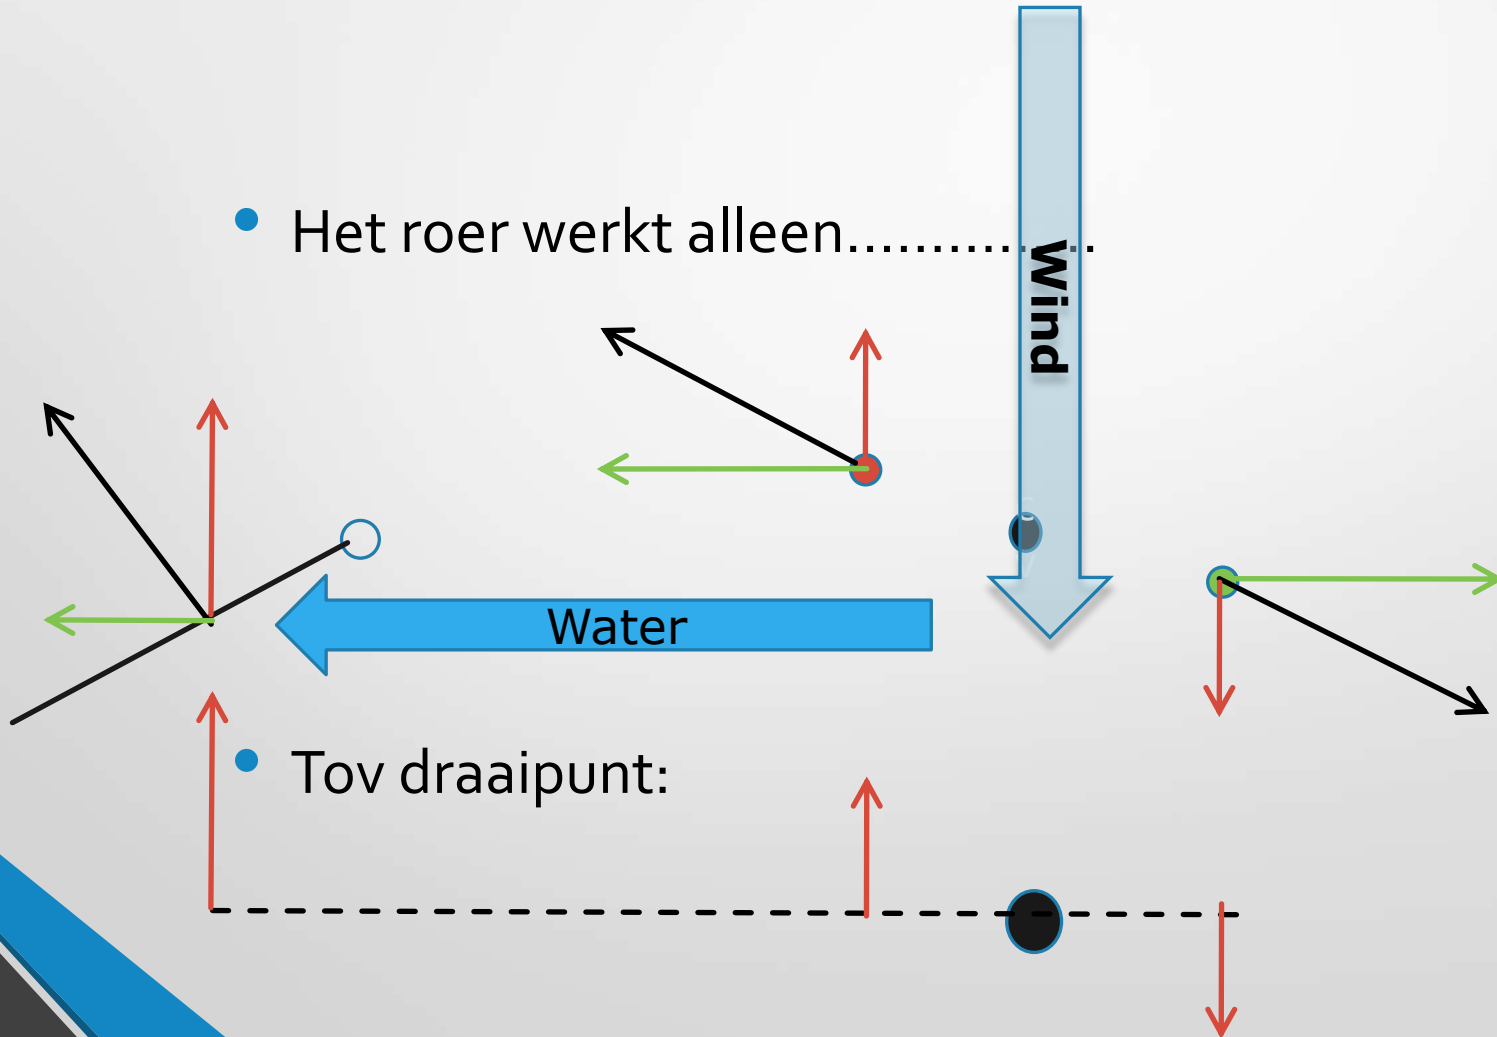 Het roer werkt alleen...............
Wind
Water
Tov draaipunt: